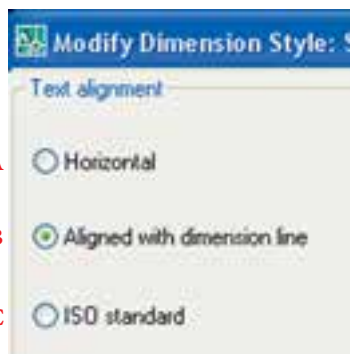 Modify Dimension Style: S
Text alignment
A Horizontal
B Aligned with dimension line
C ISO standard